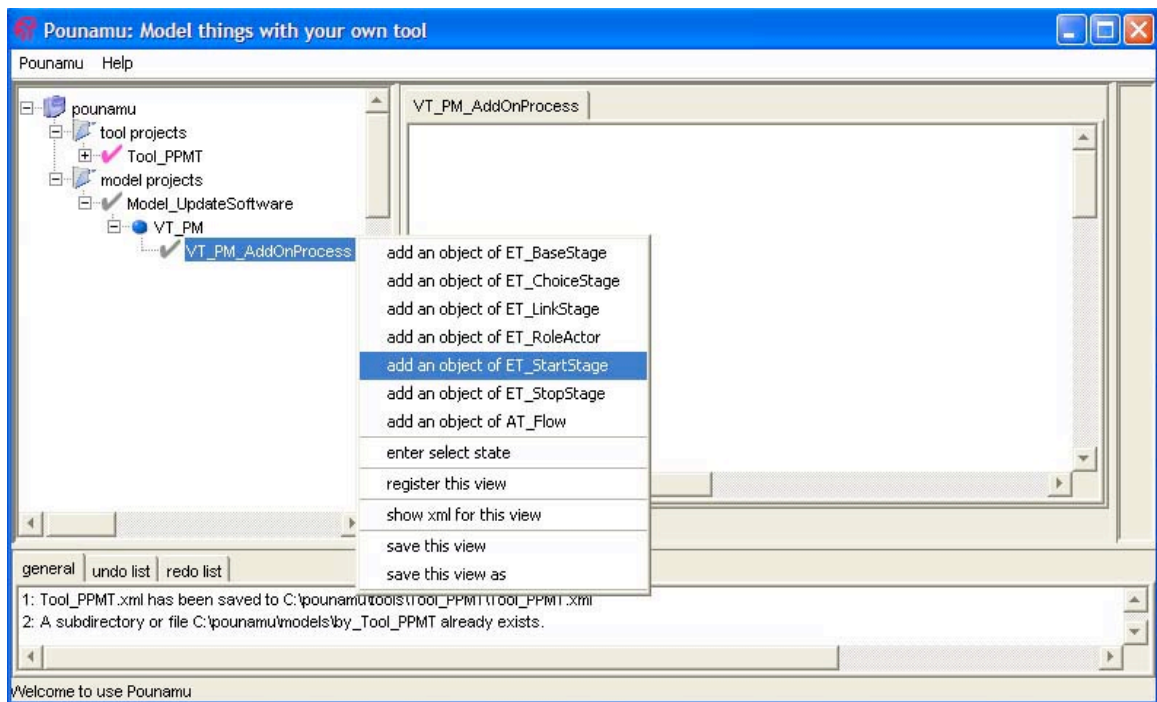 Pounamu: Model things with your own tool
Pounamu Help
pounamu
tool projects
Tool_PPMT
model projects
Model_UpdateSoftware
VT_PM
VT_PM_AddOnProcess
VT_PM_AddOnProcess
add an object of ET_BaseStage
add an object of ET_ChoiceStage
add an object of ET_LinkStage
add an object of ET_RoleActor
add an object of ET_StartStage
add an object of ET_StopStage
add an object of AT_Flow
enter select state
register this view
show xml for this view
save this view
save this view as
general undo list redo list
1: Tool_PPMT.xml has been saved to C:\pounamu\tools\Tool_PPMT\Tool_PPMT.xml
2: A subdirectory or file C:\pounamu\models\by_Tool_PPMT already exists.
Welcome to use Pounamu